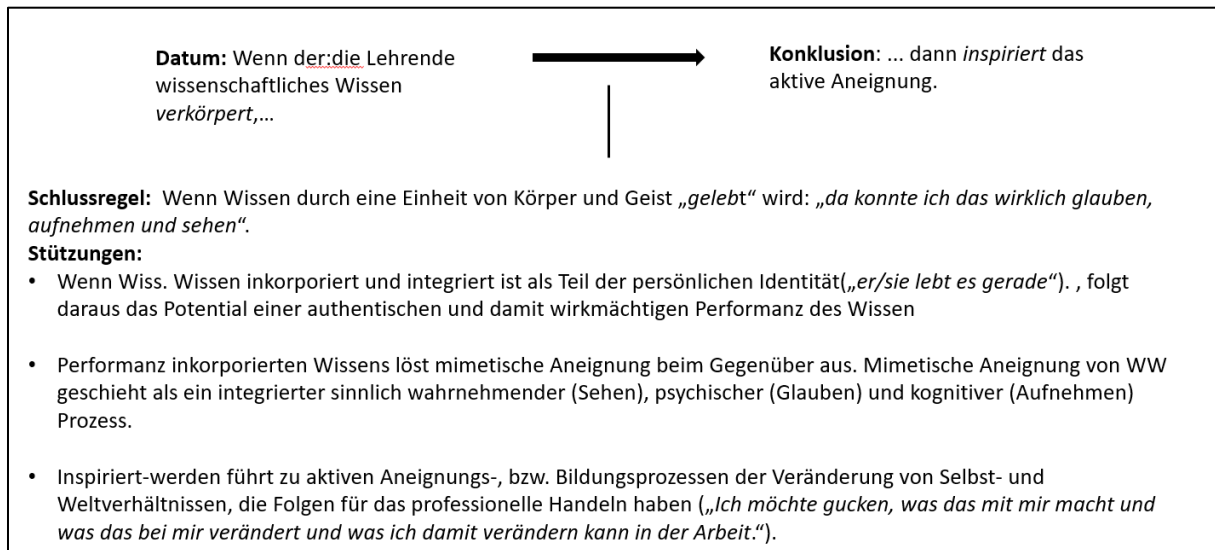 Datum: Wenn der:die Lehrende
wissenschaftliches Wissen
verkörpert,…
Konklusion: ... dann inspiriert das
aktive Aneignung.
Schlussregel: Wenn Wissen durch eine Einheit von Körper und Geist „gelebt“ wird: „da konnte ich das wirklich glauben,
aufnehmen und sehen“.
Stützungen:
• Wenn Wiss. Wissen inkorporiert und integriert ist als Teil der persönlichen Identität(„er/sie lebt es gerade“). , folgt
daraus das Potential einer authentischen und damit wirkmächtigen Performanz des Wissen
• Performanz inkorporierten Wissens löst mimetische Aneignung beim Gegenüber aus. Mimetische Aneignung von WW
geschieht als ein integrierter sinnlich wahrnehmender (Sehen), psychischer (Glauben) und kognitiver (Aufnehmen)
Prozess.
• Inspiriert-werden führt zu aktiven Aneignungs-, bzw. Bildungsprozessen der Veränderung von Selbst- und
Weltverhältnissen, die Folgen für das professionelle Handeln haben („Ich möchte gucken, was das mit mir macht und
was das bei mir verändert und was ich damit verändern kann in der Arbeit.“).